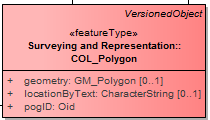 VersionedObject
«featureType»
Surveying and Representation::
COL_Polygon
+ geometry: GM_Polygon [0..1]
+ locationByText: CharacterString [0..1]
+ pogID: Oid